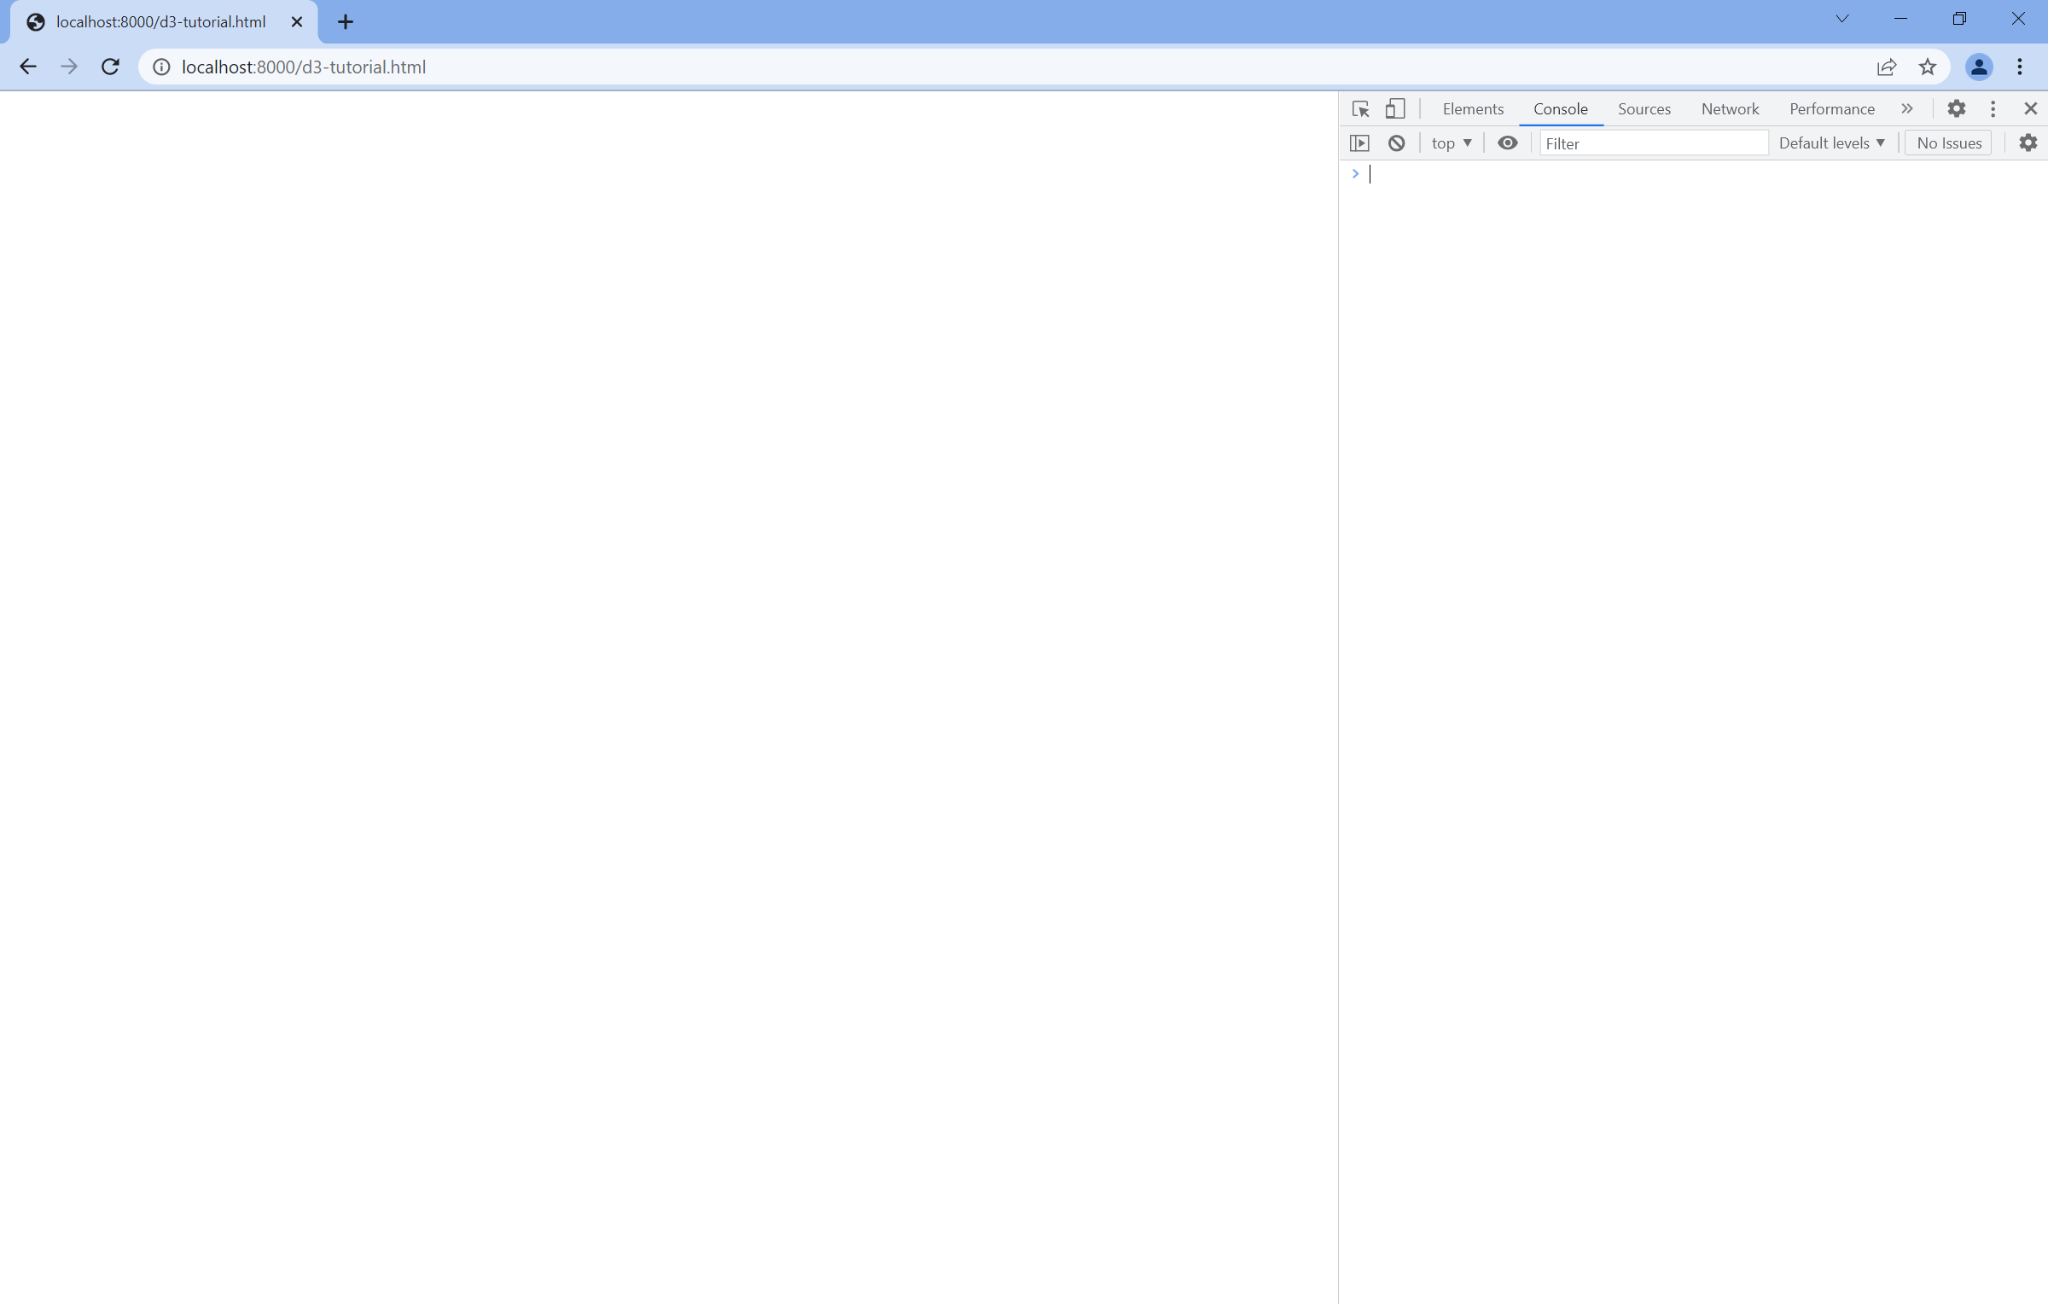 localhost:8000/d3-tutorial.html
localhost:8000/d3-tutorial.html
Elements Console Sources Network Performance
top Filter Default levels No Issues